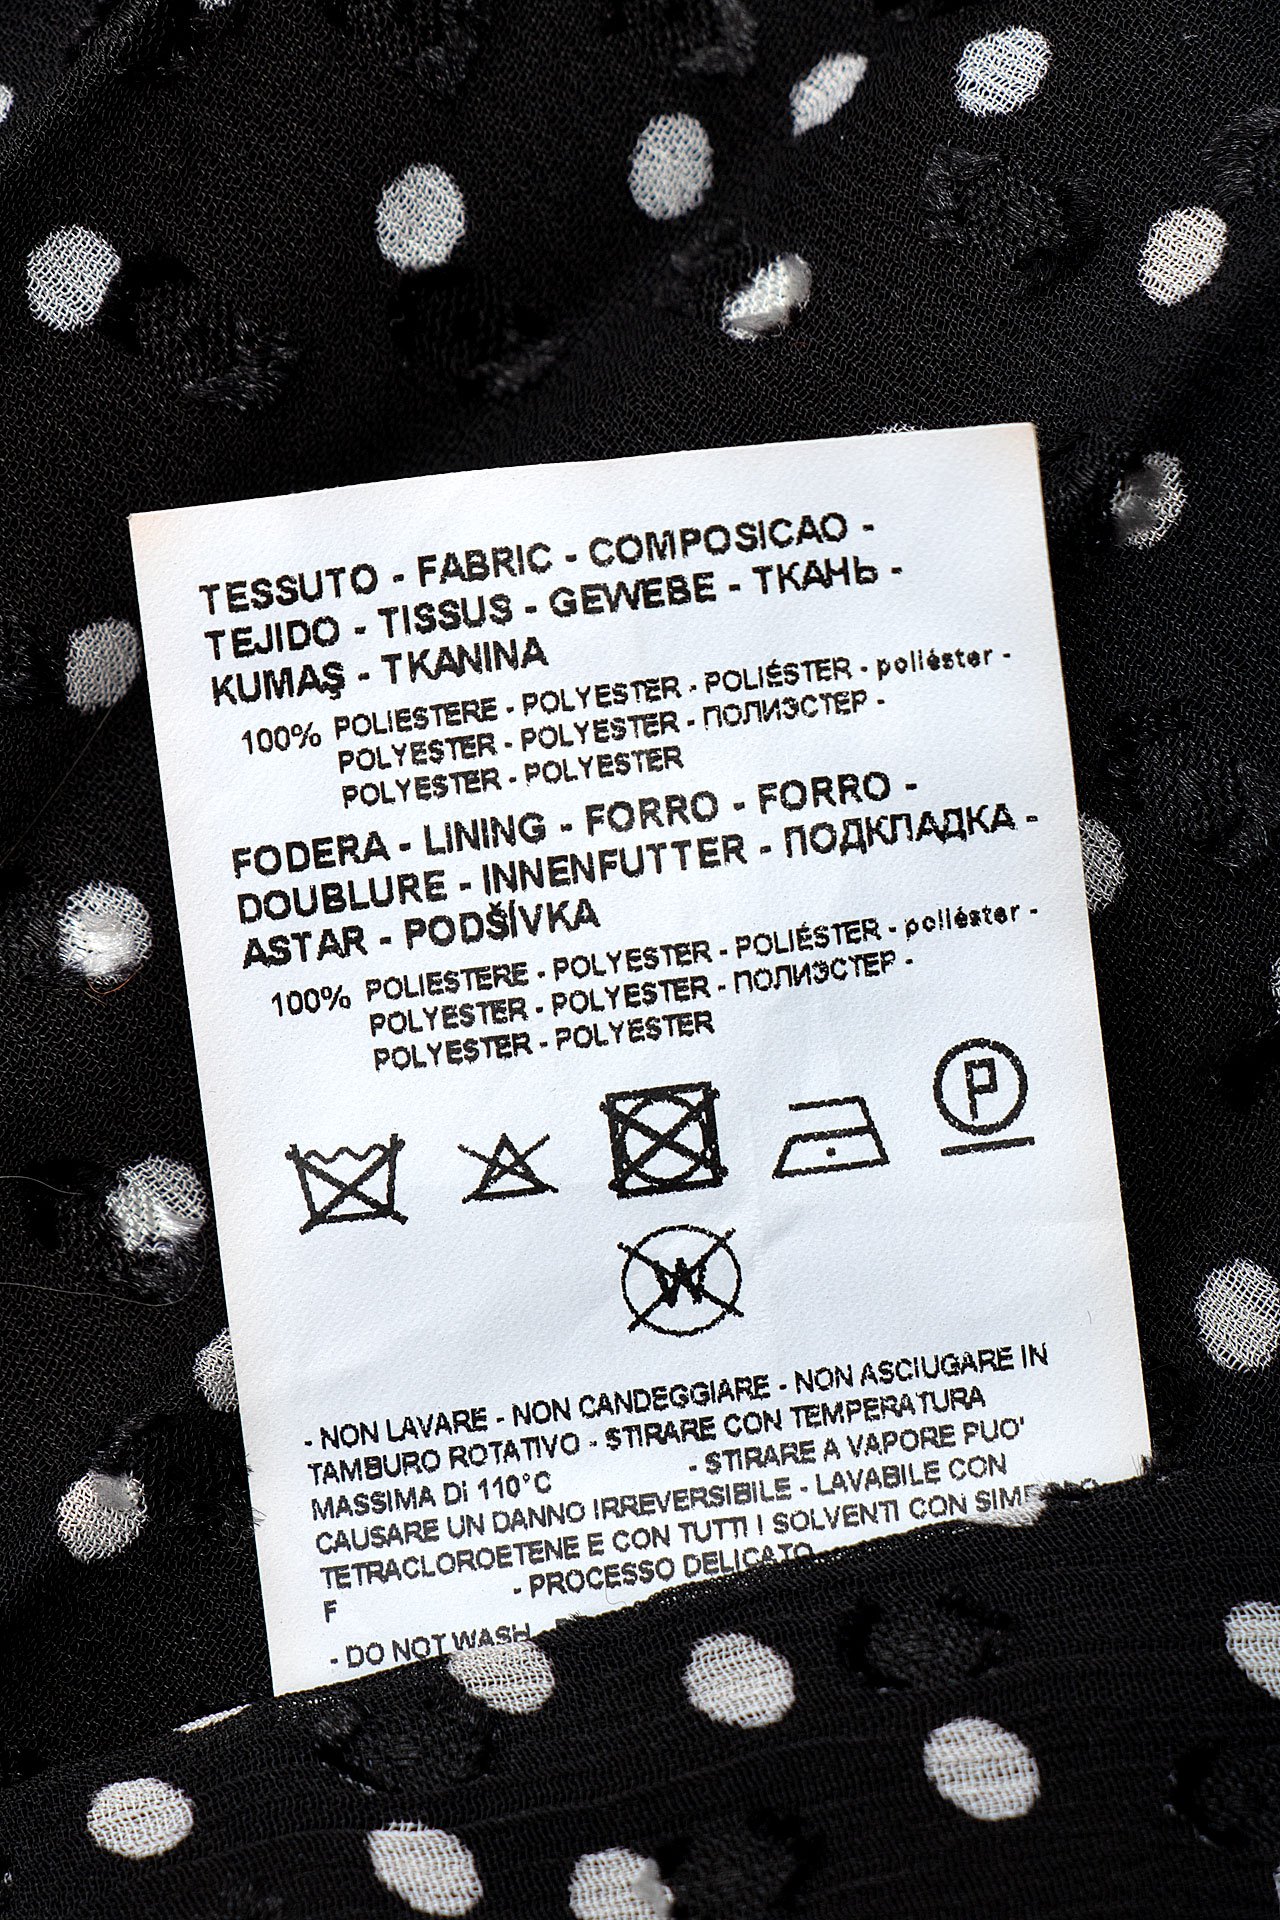 TESSUTO - FABRIC - COMPOSICAO -
TEJIDO - TISSUS - GEWEBE - ТКАНЬ -
KUMAŞ - TKANINA
100% POLIESTERE - POLYESTER - POLIÉSTER - poliéster -
POLYESTER - POLYESTER - ПОЛИЭСТЕР -
POLYESTER - POLYESTER
FODERA - LINING - FORRO - FORRO -
DOUBLURE - INNENFUTTER - ПОДКЛАДКА -
ASTAR - PODŠÍVKA
100% POLIESTERE - POLYESTER - POLIÉSTER - poliéster -
POLYESTER - POLYESTER - ПОЛИЭСТЕР -
POLYESTER - POLYESTER
P
W
- NON LAVARE - NON CANDEGGIARE - NON ASCIUGARE IN
TAMBURO ROTATIVO - STIRARE CON TEMPERATURA
MASSIMA Di 110°C - STIRARE A VAPORE PUO'
CAUSARE UN DANNO IRREVERSIBILE - LAVABILE CON
TETRACLOROETENE E CON TUTTI I SOLVENTI CON SIMBOLO
F - PROCESSO DELICATO
- DO NOT WASH -